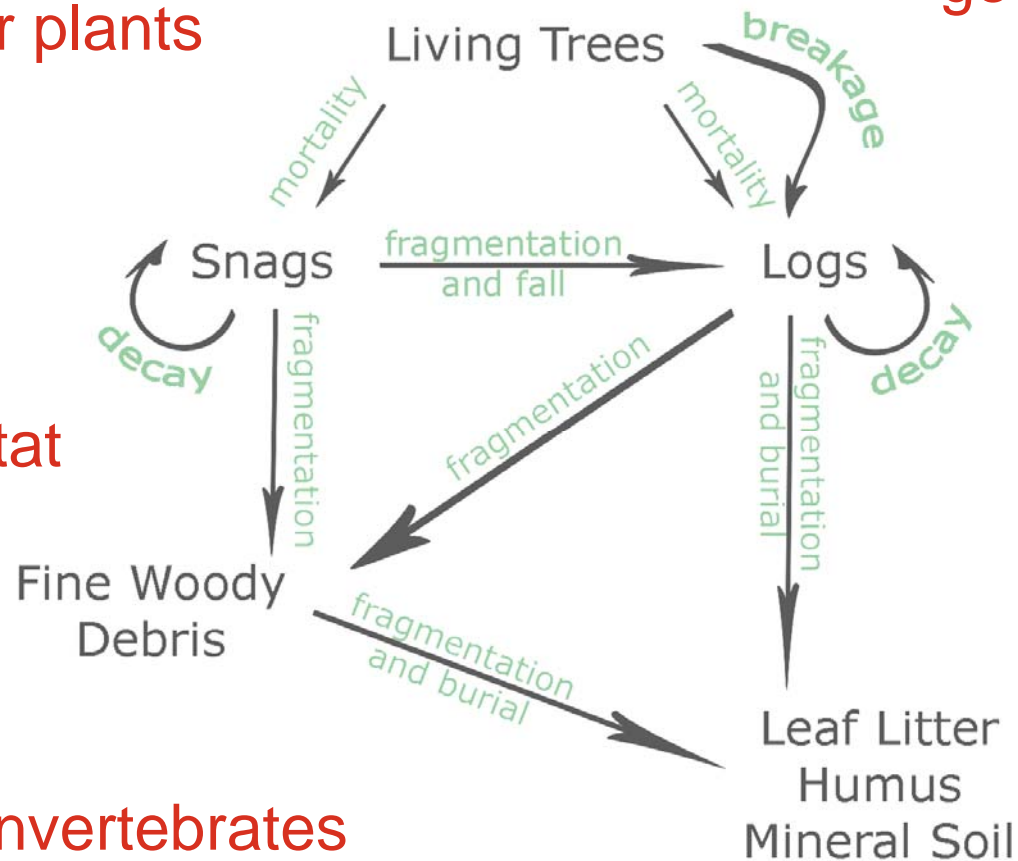 r plants
Living Trees
breakage
mortality
mortality
Snags
fragmentation
and fall
Logs
decay
decay
fragmentation
fragmentation
fragmentation
and burial
tat
Fine Woody
Debris
fragmentation
and burial
Leaf Litter
Humus
Mineral Soil
nvertebrates